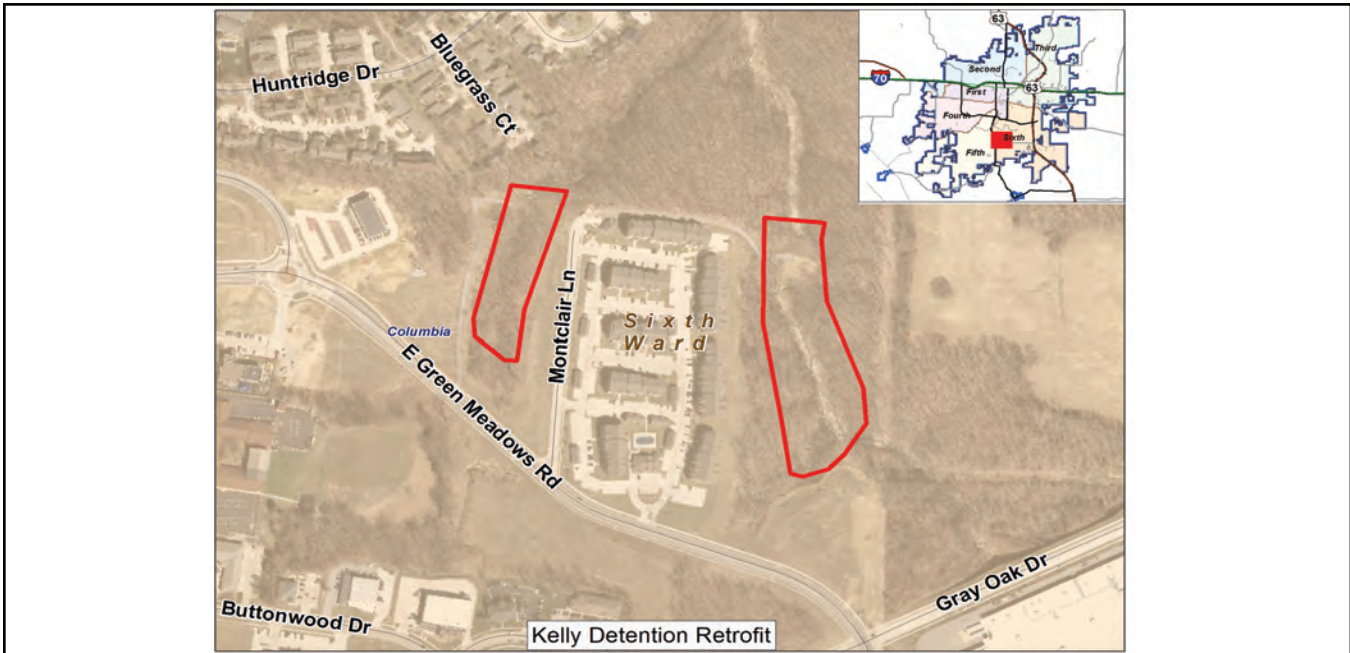 Huntridge Dr
Bluegrass Ct
63
Third
Second
70
63
First
Fourth
Sixth
Fifth
Columbia
E Green Meadows Rd
Montclair Ln
Sixth
Ward
Gray Oak Dr
Buttonwood Dr
Kelly Detention Retrofit